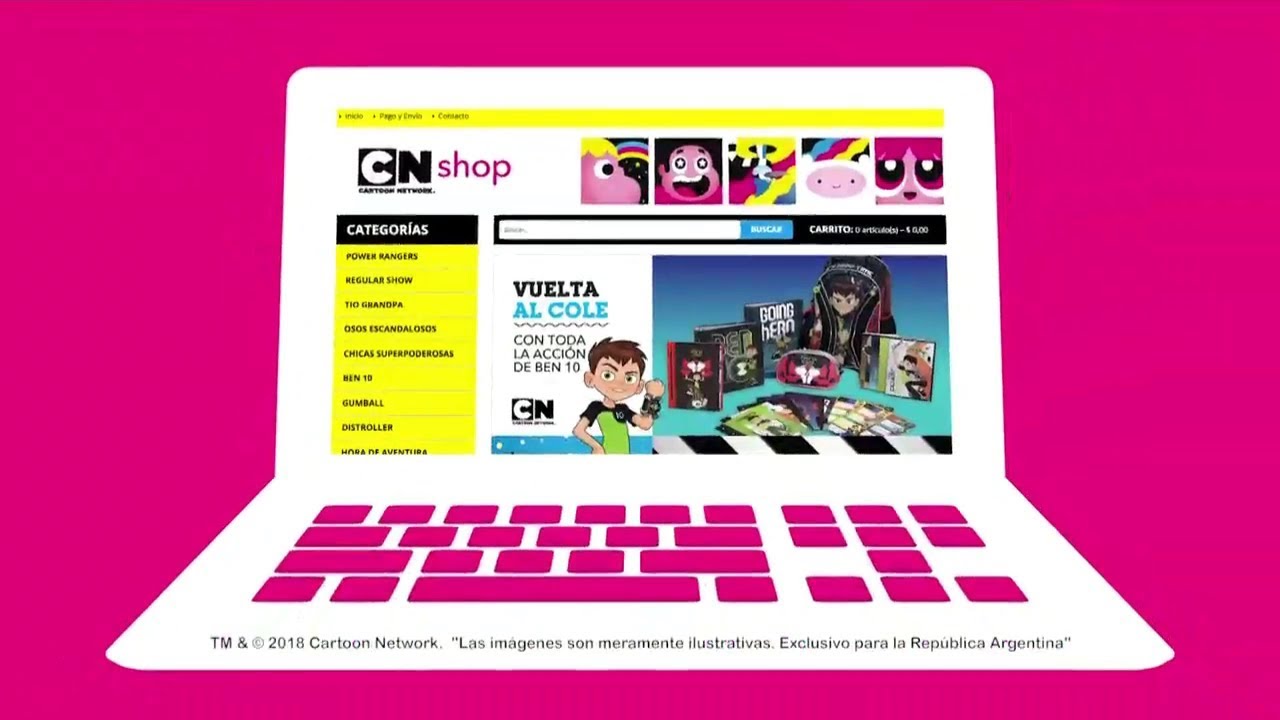 Inicio Pago y Envío Contacto
CN shop
CARTOON NETWORK.
CATEGORÍAS
Buscar...
BUSCAR
CARRITO: 0 artículo(s) – $ 0,00
POWER RANGERS
REGULAR SHOW
TIO GRANDPA
OSOS ESCANDALOSOS
CHICAS SUPERPODEROSAS
BEN 10
GUMBALL
DISTROLLER
HORA DE AVENTURA
VUELTA
AL COLE
CON TODA
LA ACCIÓN
DE BEN 10
CN
CARTOON NETWORK.
10
GOING
hERO
TM & © 2018 Cartoon Network. "Las imágenes son meramente ilustrativas. Exclusivo para la República Argentina"